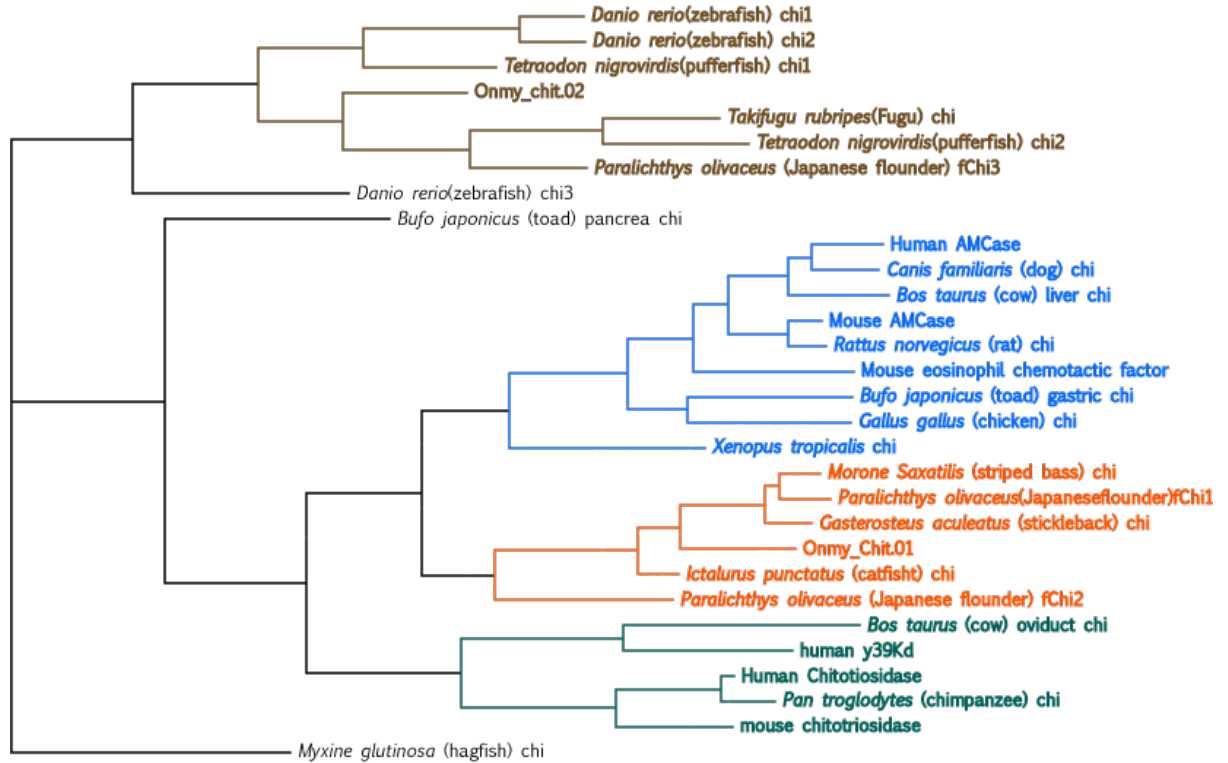 Danio rerio(zebrafish) chi1
Danio rerio(zebrafish) chi2
Tetraodon nigrovirdis(pufferfish) chi1
Onmy_chit.02
Takifugu rubripes(Fugu) chi
Tetraodon nigrovirdis(pufferfish) chi2
Paralichthys olivaceus (Japanese flounder) fChi3
Danio rerio(zebrafish) chi3
Bufo japonicus (toad) pancrea chi
Human AMCase
Canis familiaris (dog) chi
Bos taurus (cow) liver chi
Mouse AMCase
Rattus norvegicus (rat) chi
Mouse eosinophil chemotactic factor
Bufo japonicus (toad) gastric chi
Gallus gallus (chicken) chi
Xenopus tropicalis chi
Morone Saxatilis (striped bass) chi
Paralichthys olivaceus(Japaneseflounder)fChi1
Gasterosteus aculeatus (stickleback) chi
Onmy_Chit.01
Ictalurus punctatus (catfisht) chi
Paralichthys olivaceus (Japanese flounder) fChi2
Bos taurus (cow) oviduct chi
human y39Kd
Human Chitotiosidase
Pan troglodytes (chimpanzee) chi
mouse chitotriosidase
Myxine glutinosa (hagfish) chi